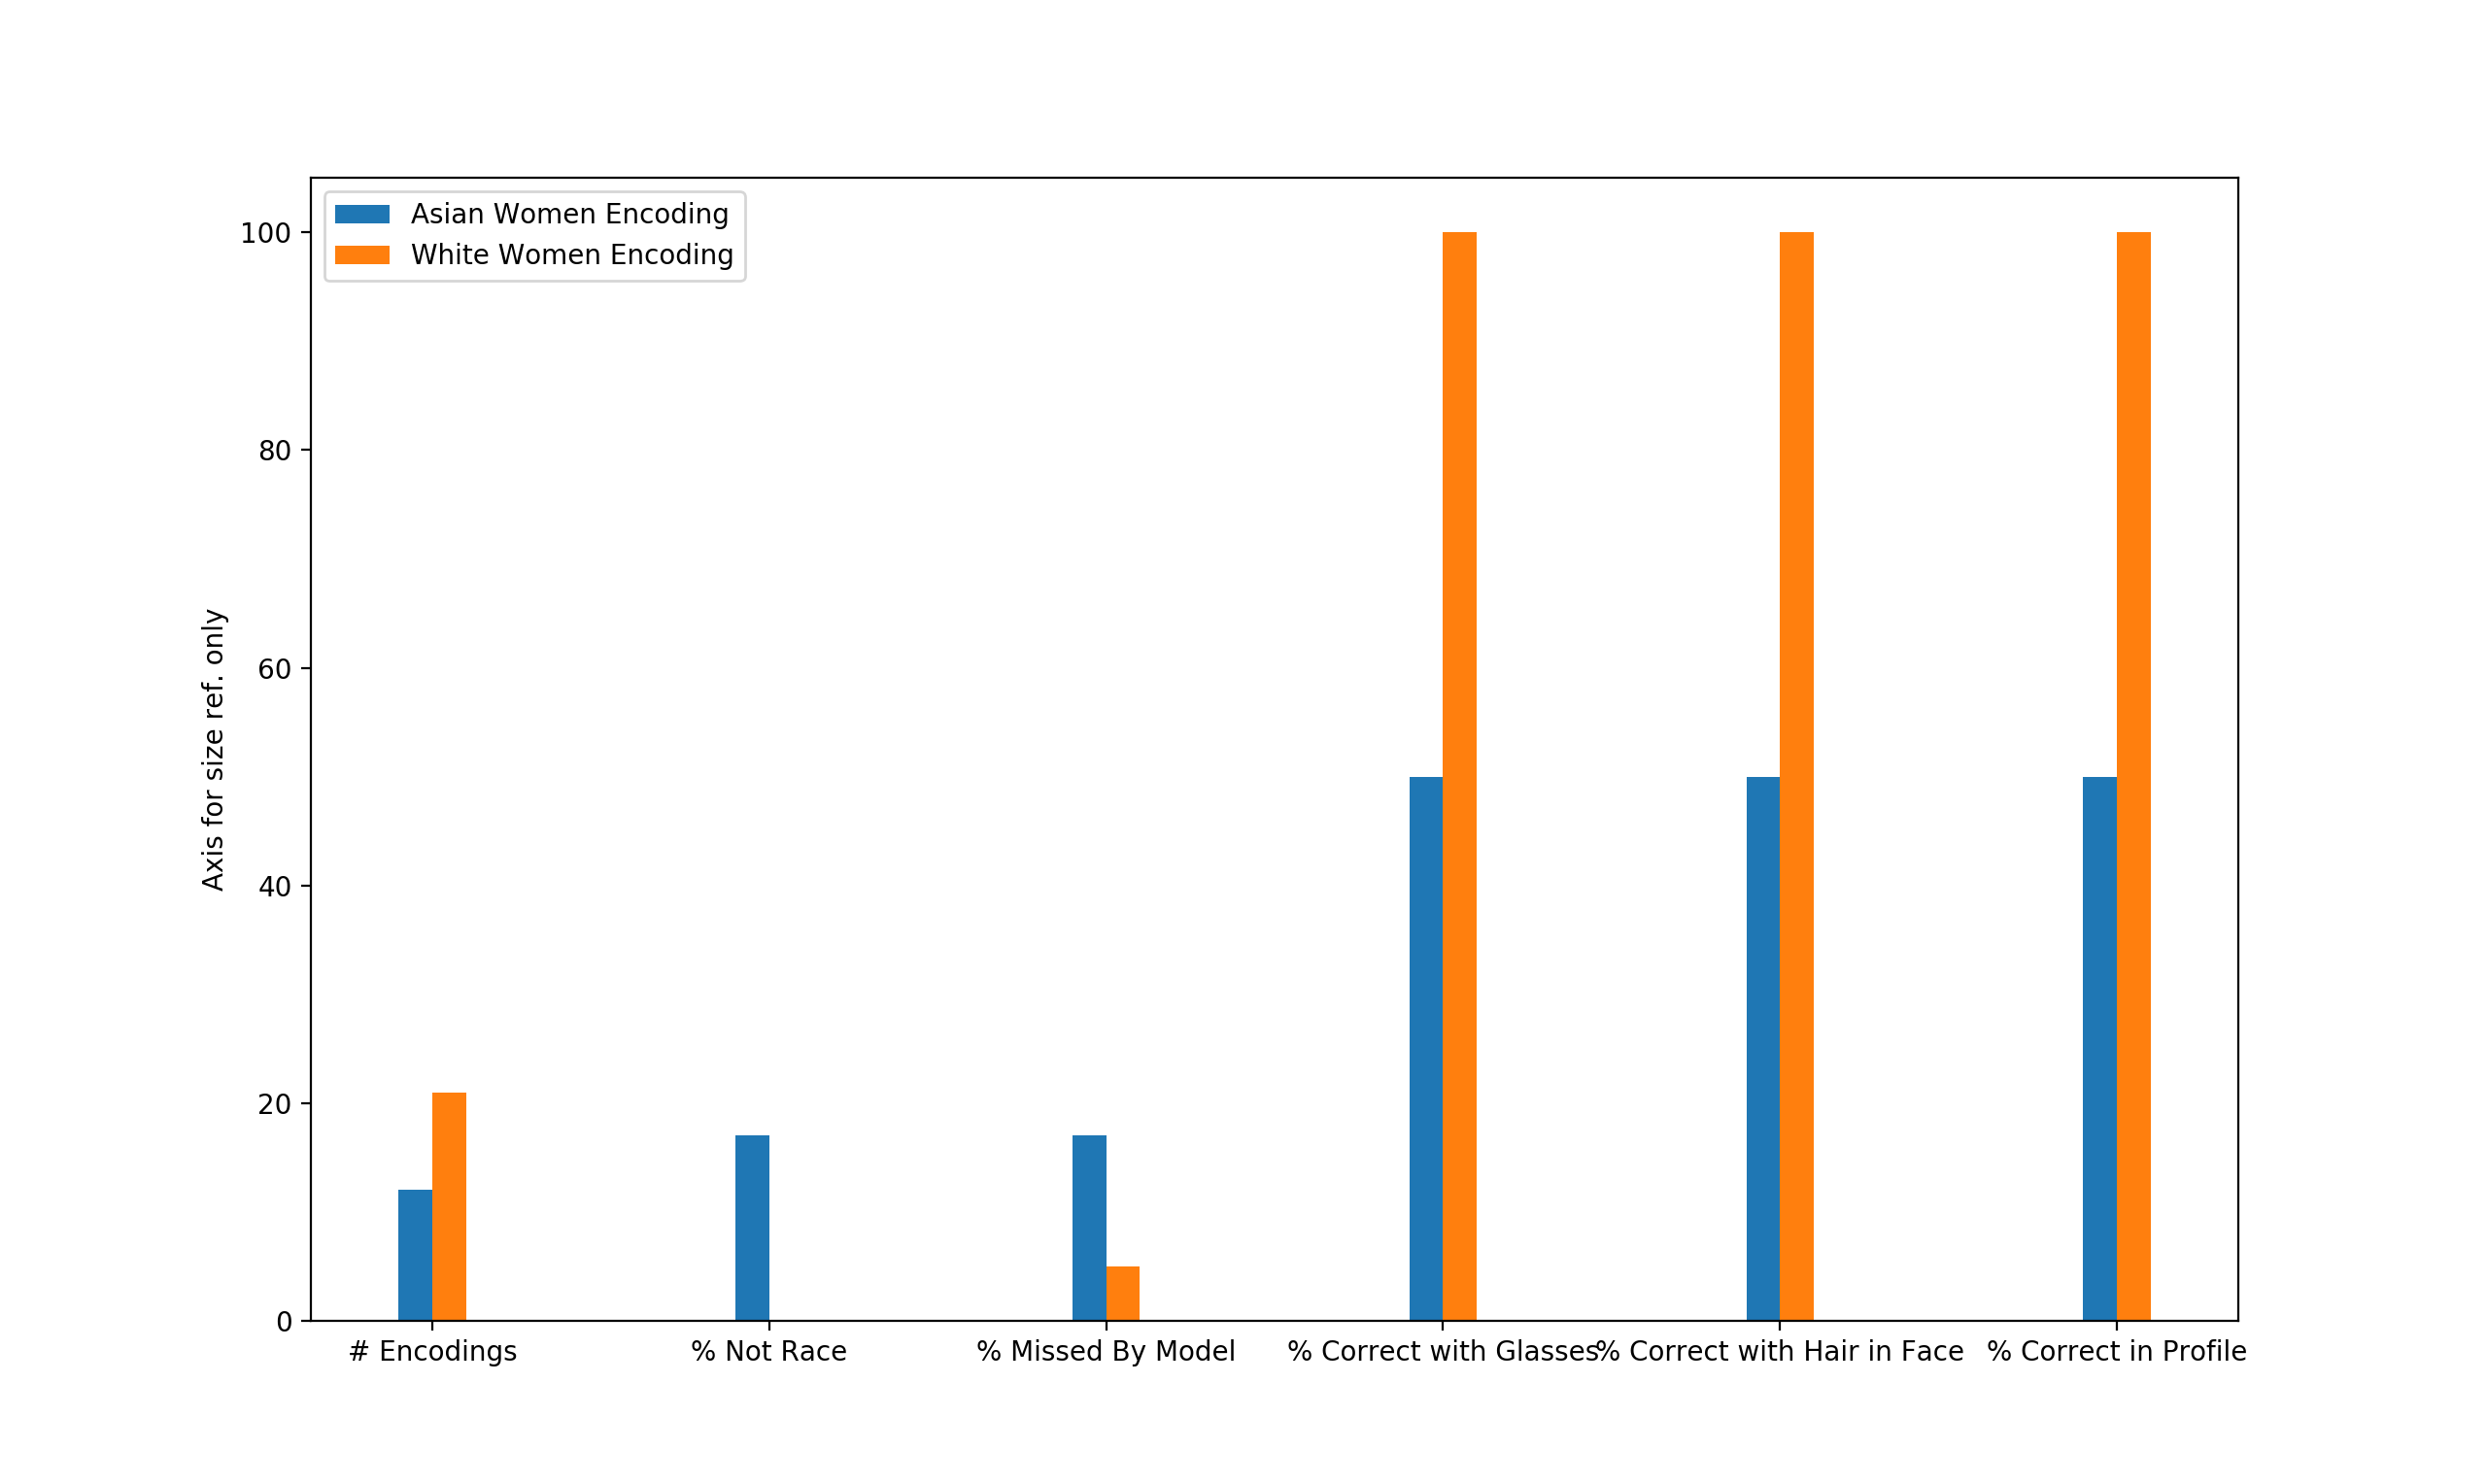 Asian Women Encoding
White Women Encoding
100
80
60
40
20
0
Axis for size ref. only
# Encodings
% Not Race
% Missed By Model
% Correct with Glasses
% Correct with Hair in Face
% Correct in Profile